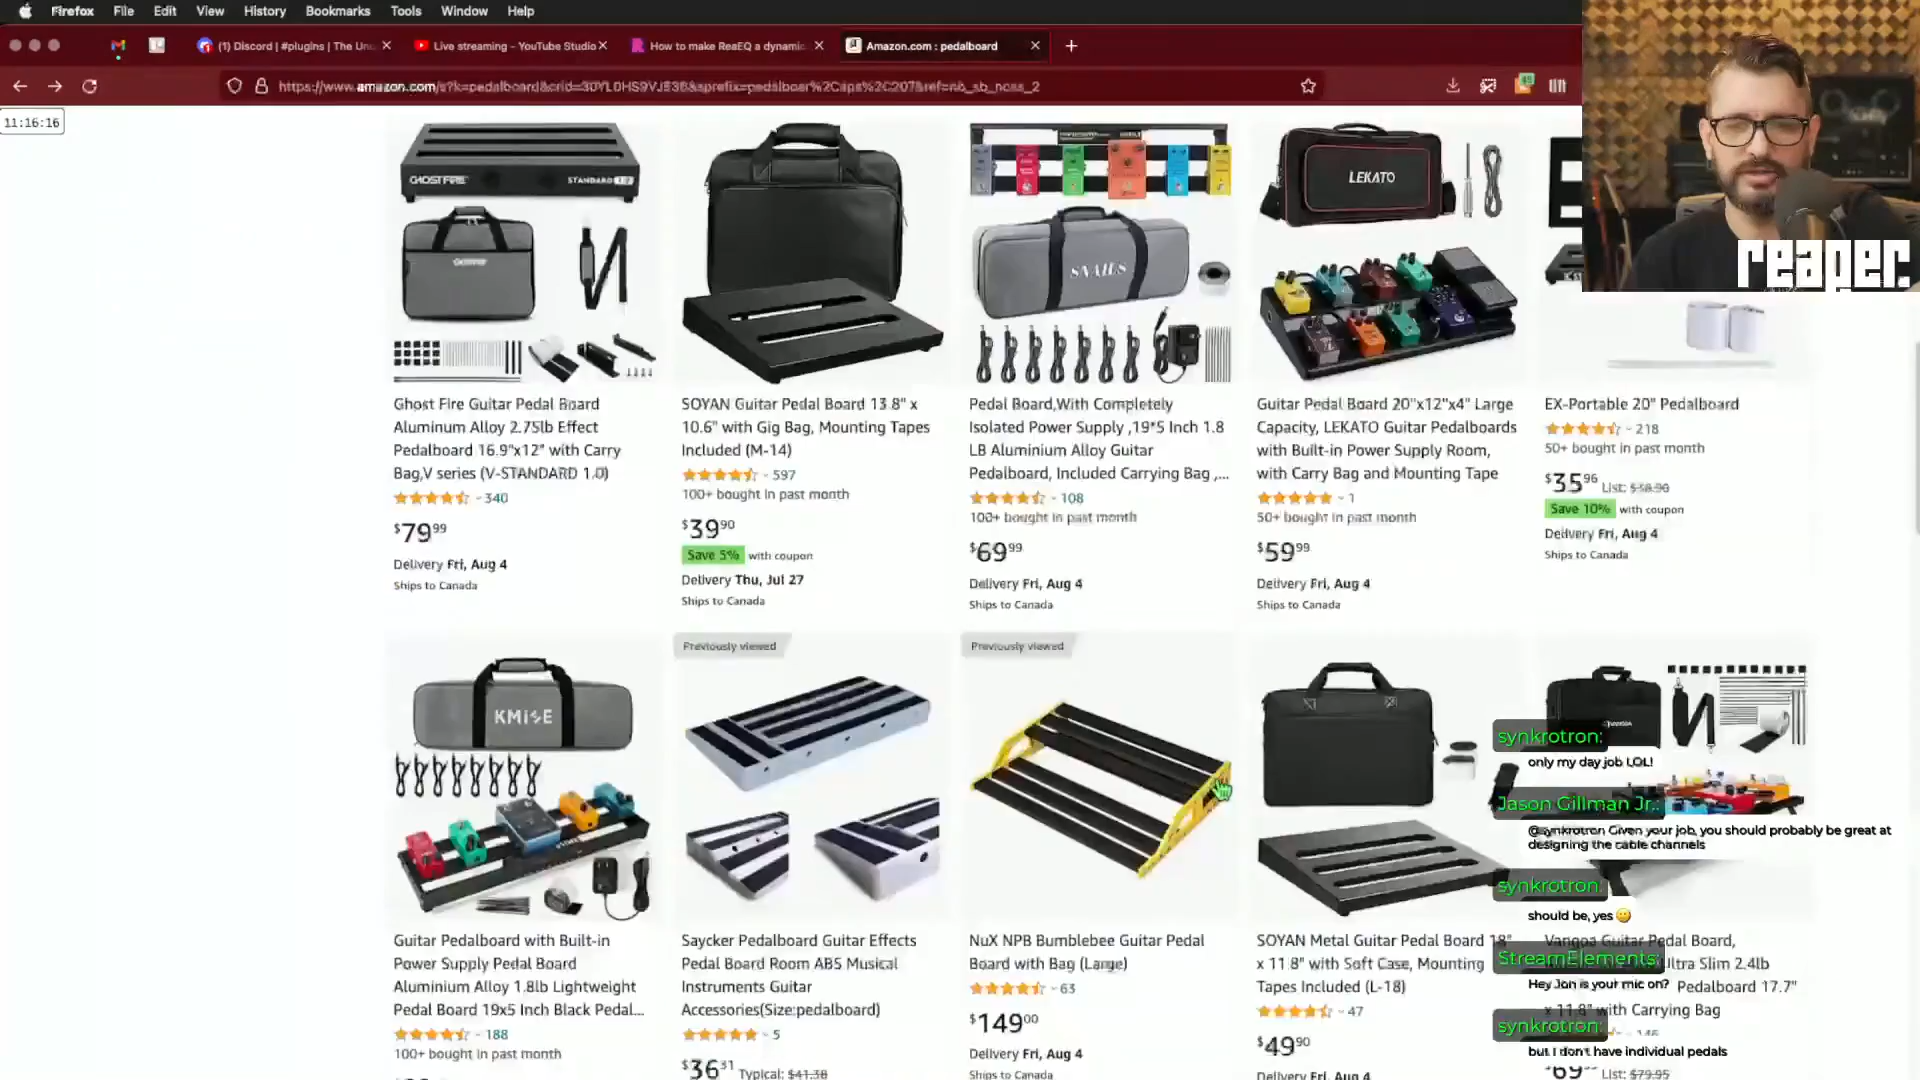 Firefox File Edit View History Bookmarks Tools Window Help
(1) Discord | #plugins | The Un
Live streaming - YouTube Studio
How to make ReaEQ a dynamic
Amazon.com : pedalboard
11:16:16
GHOST FIRE STANDARD 1.0
SNAILS
LEKATO
reaper.
Ghost Fire Guitar Pedal Board
Aluminum Alloy 2.75lb Effect
Pedalboard 16.9"x12" with Carry
Bag,V series (V-STANDARD 1.0)
340
$79.99
Delivery Fri, Aug 4
Ships to Canada
SOYAN Guitar Pedal Board 13.8" x
10.6" with Gig Bag, Mounting Tapes
Included (M-14)
597
100+ bought in past month
$39.90
Save 5% with coupon
Delivery Thu, Jul 27
Ships to Canada
Pedal Board,With Completely
Isolated Power Supply ,19*5 Inch 1.8
LB Aluminium Alloy Guitar
Pedalboard, Included Carrying Bag ,...
108
100+ bought in past month
$69.99
Delivery Fri, Aug 4
Ships to Canada
Guitar Pedal Board 20"x12"x4" Large
Capacity, LEKATO Guitar Pedalboards
with Built-in Power Supply Room,
with Carry Bag and Mounting Tape
1
50+ bought in past month
$59.99
Delivery Fri, Aug 4
Ships to Canada
EX-Portable 20" Pedalboard
218
50+ bought in past month
$35.96 List: $38.90
Save 10% with coupon
Delivery Fri, Aug 4
Ships to Canada
KMISE
Guitar Pedalboard with Built-in
Power Supply Pedal Board
Aluminium Alloy 1.8lb Lightweight
Pedal Board 19x5 Inch Black Pedal...
188
100+ bought in past month
Previously viewed
Saycker Pedalboard Guitar Effects
Pedal Board Room ABS Musical
Instruments Guitar
Accessories(Size:pedalboard)
5
$36.31 Typical: $41.38
Previously viewed
NuX NPB Bumblebee Guitar Pedal
Board with Bag (Large)
63
$149.00
Delivery Fri, Aug 4
Ships to Canada
SOYAN Metal Guitar Pedal Board 18"
x 11.8" with Soft Case, Mounting
Tapes Included (L-18)
47
$49.90
Delivery Fri, Aug 4
Vangoa Guitar Pedal Board,
Ultra Slim 2.4lb
Pedalboard 17.7"
x 11.8" with Carrying Bag
146
List: $79.95
synkrotron:
only my day job LOL!
Jason Gillman Jr.:
@synkrotron Given your job, you should probably be great at
designing the cable channels
synkrotron:
should be, yes
StreamElements:
Hey Jon is your mic on?
synkrotron:
but I don't have individual pedals